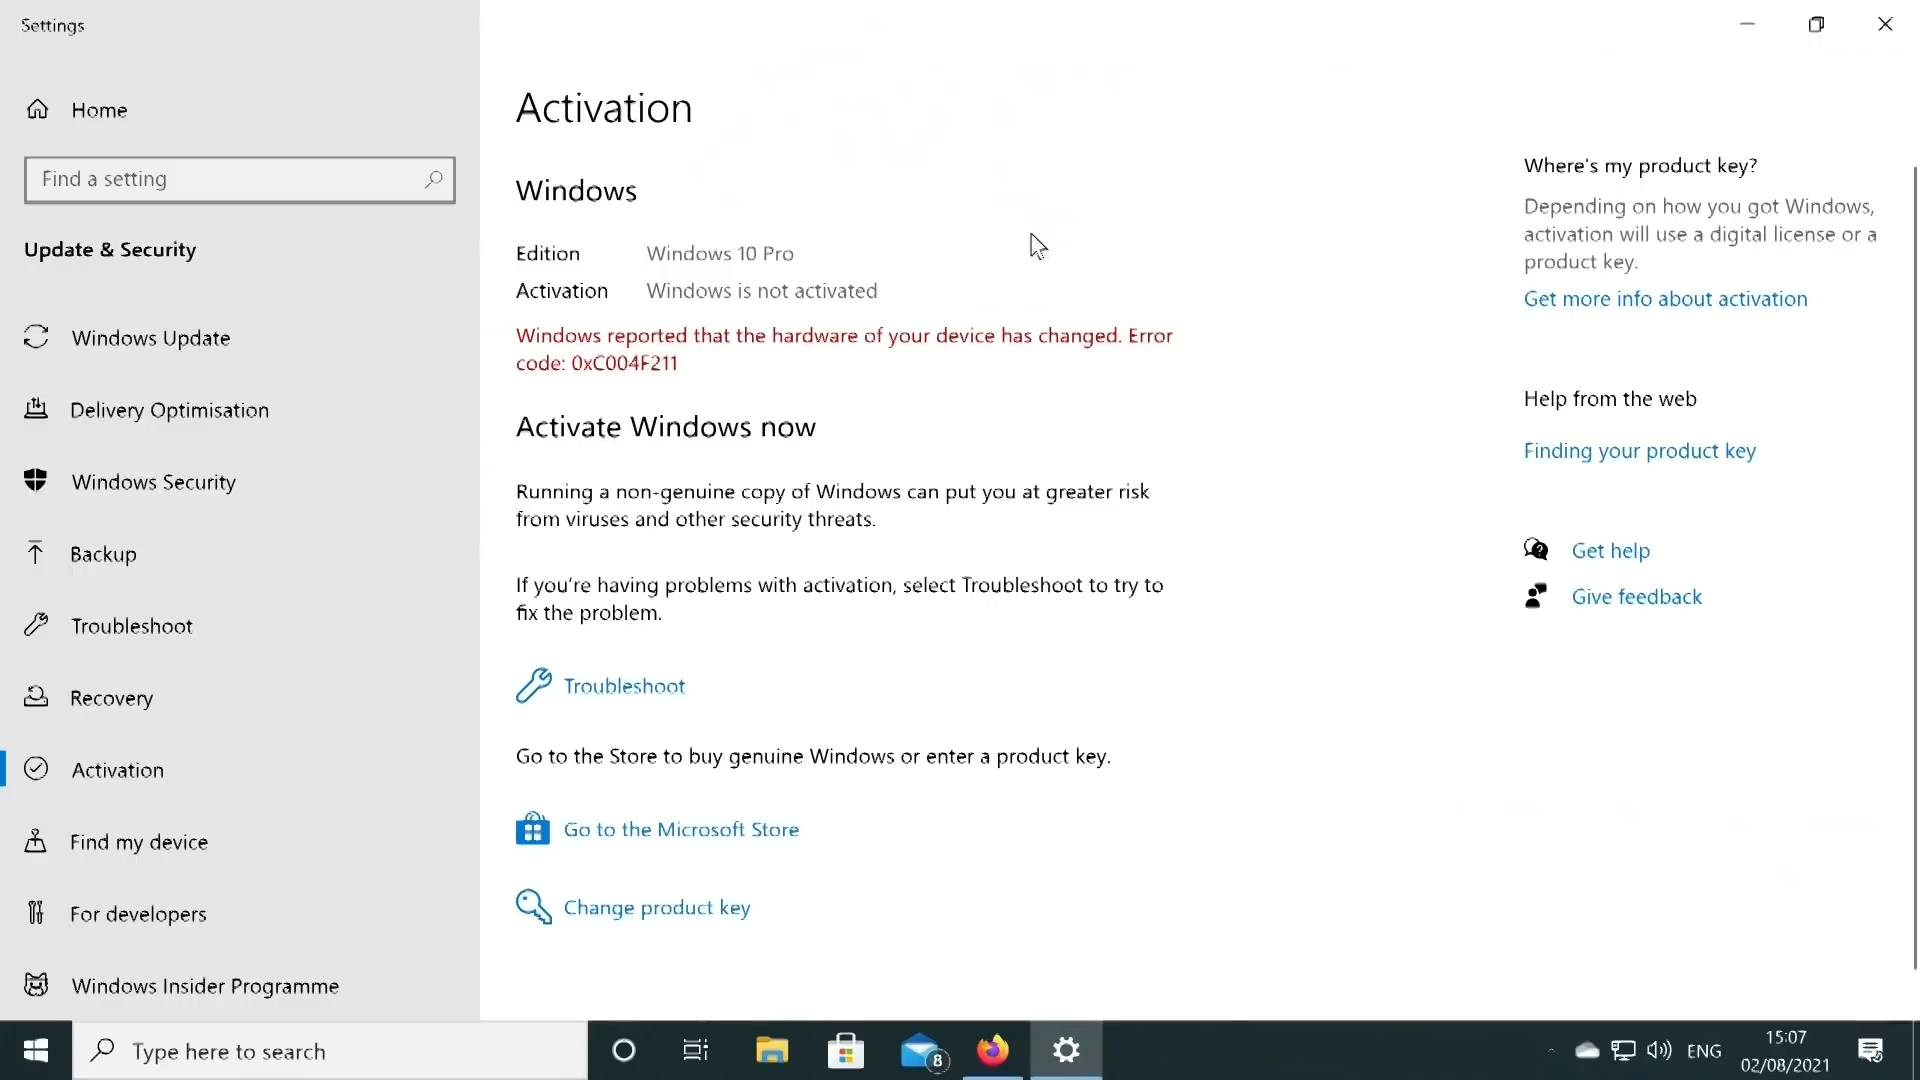 Settings
Home
Find a setting
Update & Security
Windows Update
Delivery Optimisation
Windows Security
Backup
Troubleshoot
Recovery
Activation
Find my device
For developers
Windows Insider Programme
Activation
Windows
Edition Windows 10 Pro
Activation Windows is not activated
Windows reported that the hardware of your device has changed. Error
code: 0xC004F211
Activate Windows now
Running a non-genuine copy of Windows can put you at greater risk
from viruses and other security threats.
If you're having problems with activation, select Troubleshoot to try to
fix the problem.
Troubleshoot
Go to the Store to buy genuine Windows or enter a product key.
Go to the Microsoft Store
Change product key
Where's my product key?
Depending on how you got Windows,
activation will use a digital license or a
product key.
Get more info about activation
Help from the web
Finding your product key
Get help
Give feedback
Type here to search
8
ENG
15:07
02/08/2021